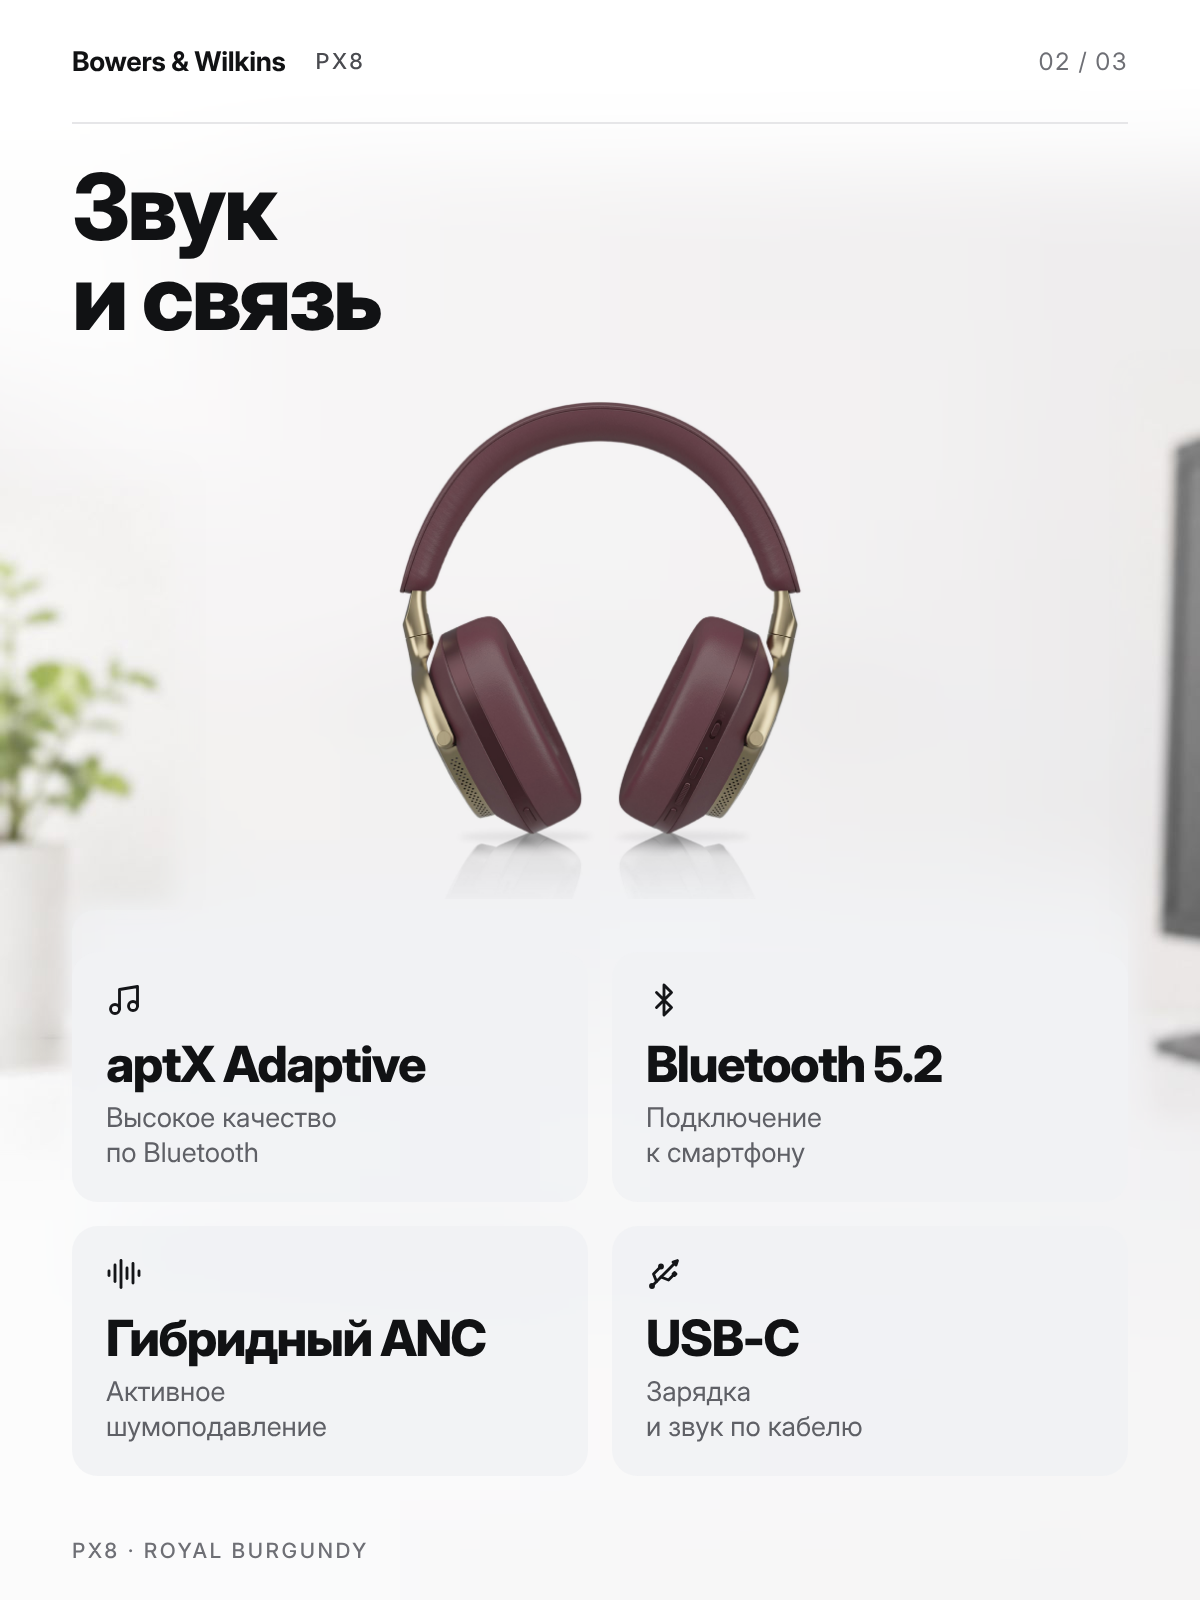 Bowers & Wilkins PX8 02 / 03
Звук
и связь
aptX Adaptive
Высокое качество
по Bluetooth
Bluetooth 5.2
Подключение
к смартфону
Гибридный ANC
Активное
шумоподавление
USB-C
Зарядка
и звук по кабелю
PX8 · ROYAL BURGUNDY